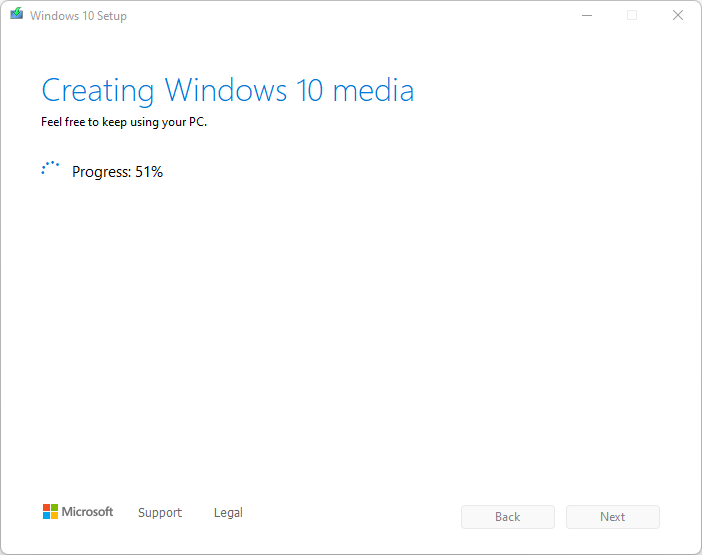 Windows 10 Setup
Creating Windows 10 media
Feel free to keep using your PC.
Progress: 51%
Microsoft Support Legal Back Next